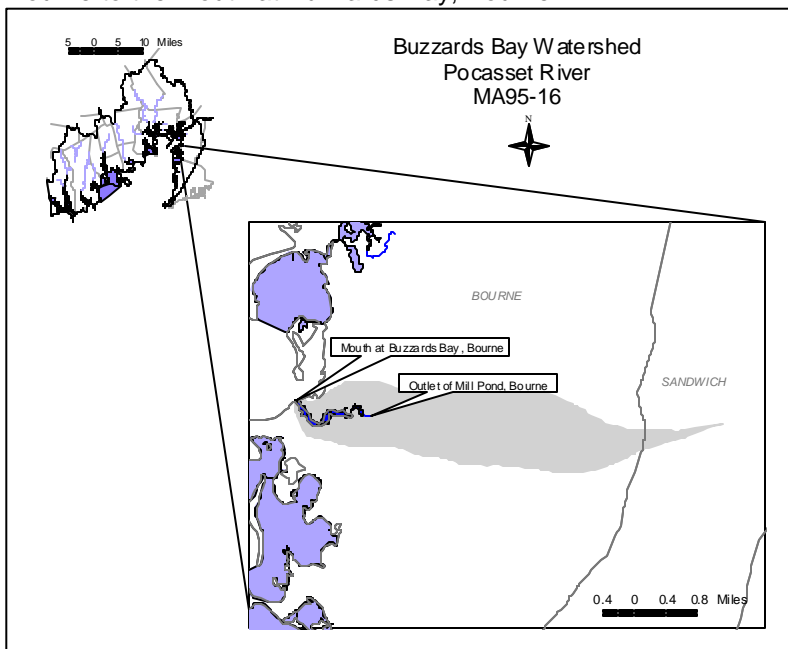 5 0 5 10 Miles
Buzzards Bay Watershed
Pocasset River
MA95-16
N
BOURNE
Mouth at Buzzards Bay, Bourne
SANDWICH
Outlet of Mill Pond, Bourne
0.4 0 0.4 0.8 Miles